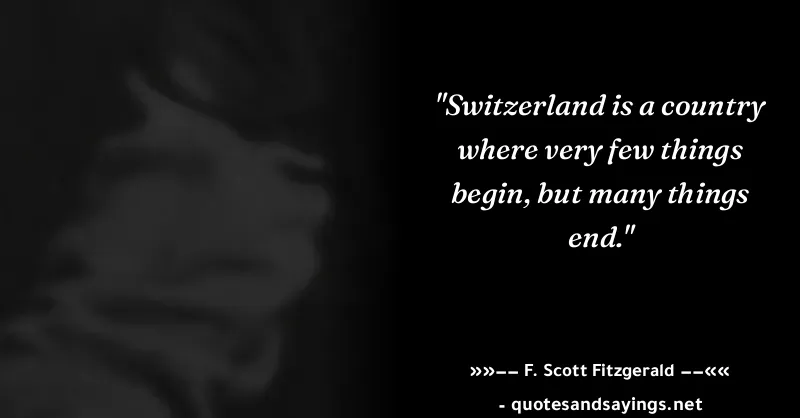 "Switzerland is a country
where very few things
begin, but many things
end."
»»–– F. Scott Fitzgerald ––««
- quotesandsayings.net